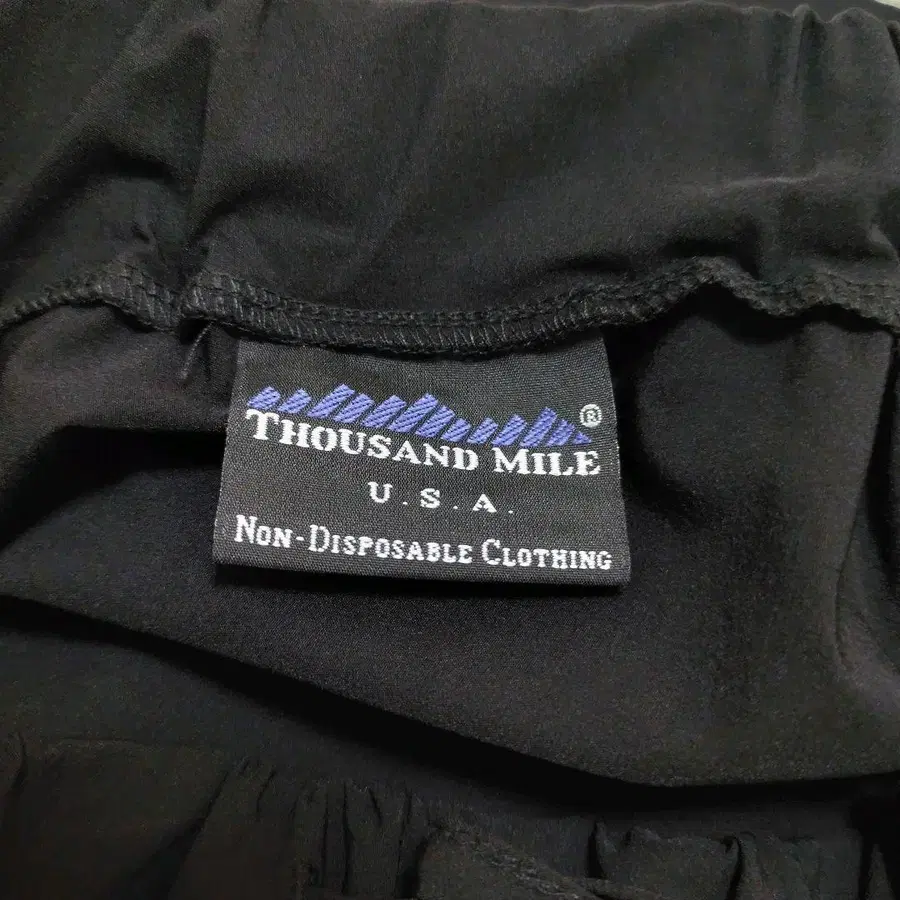 ®
THOUSAND MILE
U.S.A.
NON-DISPOSABLE CLOTHING